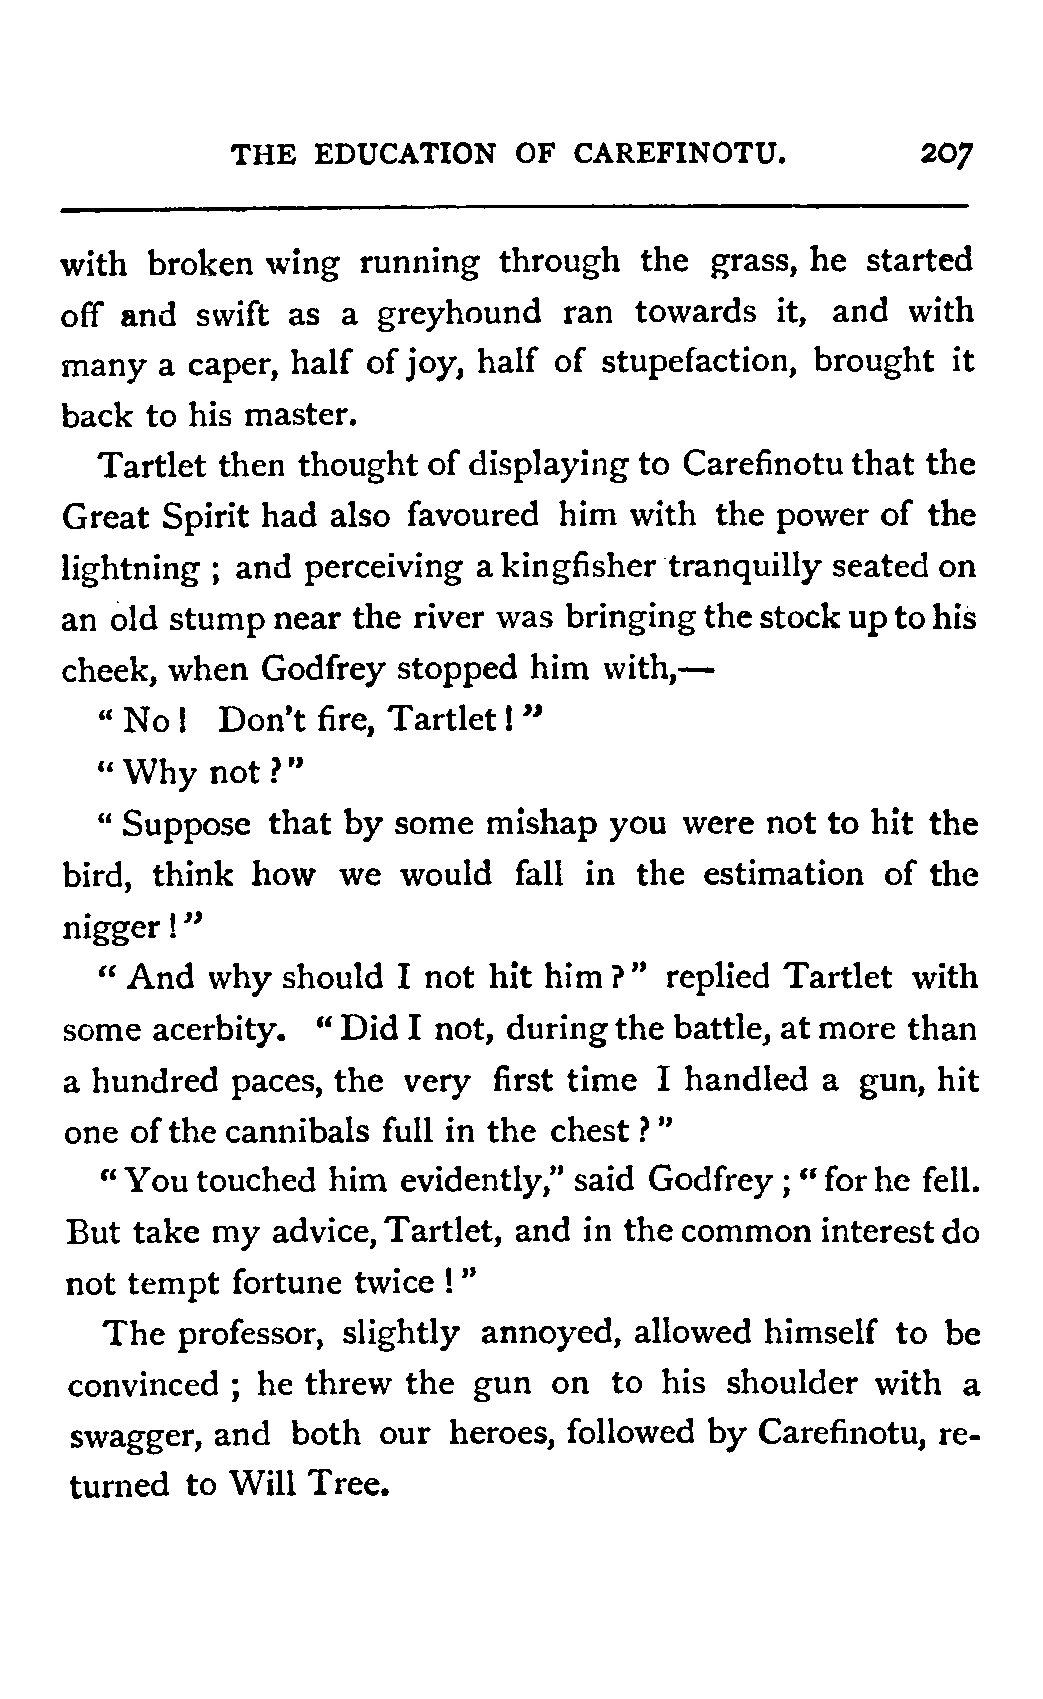 THE EDUCATION OF CAREFINOTU. 207
with broken wing running through the grass, he started
off and swift as a greyhound ran towards it, and with
many a caper, half of joy, half of stupefaction, brought it
back to his master.
Tartlet then thought of displaying to Carefinotu that the
Great Spirit had also favoured him with the power of the
lightning ; and perceiving a kingfisher tranquilly seated on
an old stump near the river was bringing the stock up to his
cheek, when Godfrey stopped him with,—
“ No ! Don't fire, Tartlet ! ”
“ Why not ? ”
“ Suppose that by some mishap you were not to hit the
bird, think how we would fall in the estimation of the
nigger ! ”
“ And why should I not hit him ? ” replied Tartlet with
some acerbity. “ Did I not, during the battle, at more than
a hundred paces, the very first time I handled a gun, hit
one of the cannibals full in the chest ? ”
“ You touched him evidently,” said Godfrey ; “ for he fell.
But take my advice, Tartlet, and in the common interest do
not tempt fortune twice ! ”
The professor, slightly annoyed, allowed himself to be
convinced ; he threw the gun on to his shoulder with a
swagger, and both our heroes, followed by Carefinotu, re-
turned to Will Tree.